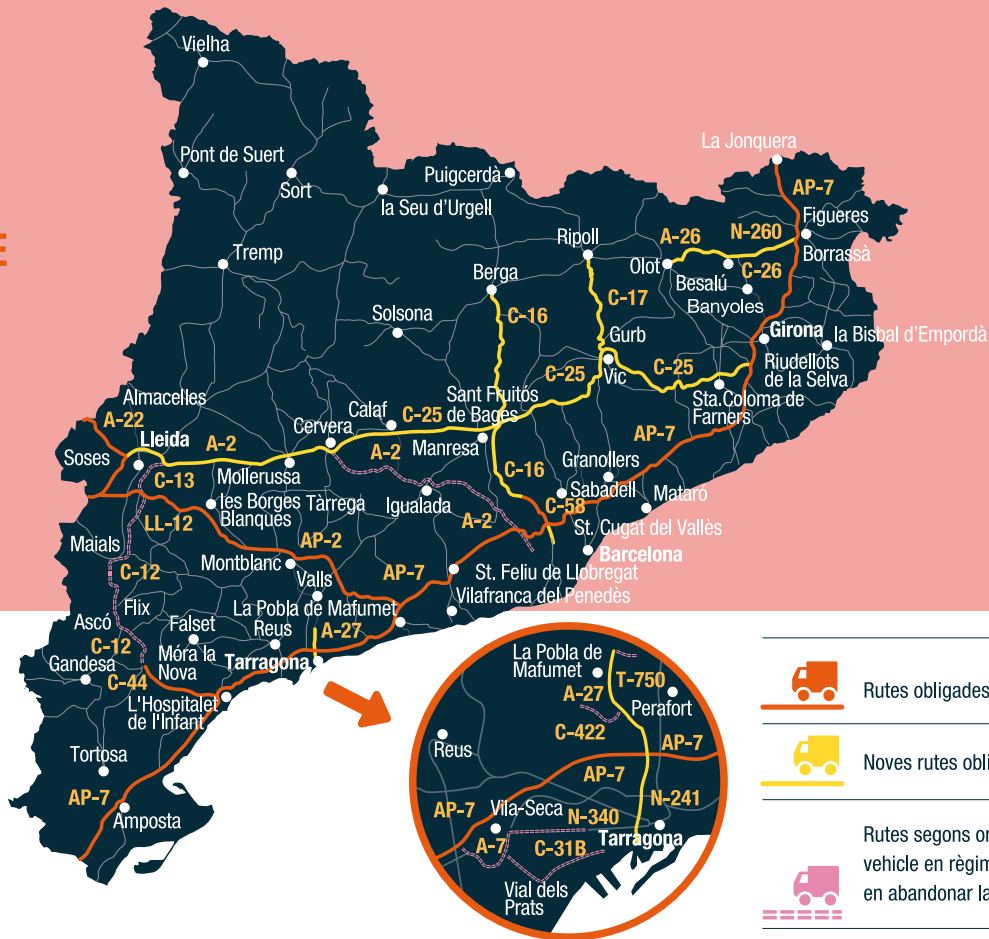 Vielha
La Jonquera
Pont de Suert
Sort
Puigcerdà
la Seu d'Urgell
AP-7
Figueres
Tremp
Ripoll
A-26
N-260
Olot
Borrassà
Berga
Besalú
C-26
Banyoles
C-17
C-16
Solsona
Gurb
Girona
la Bisbal d'Empordà
Vic
C-25
C-25
Riudellots
de la Selva
Sta.Coloma de
Farners
Almacelles
A-22
Calaf
C-25
Sant Fruitós
de Bages
Cervera
Manresa
AP-7
Soses
Lleida
A-2
A-2
C-13
Mollerussa
C-16
Granollers
Sabadell
Mataró
les Borges
Blanques
Tàrrega
Igualada
C-58
LL-12
A-2
St. Cugat del Vallès
Maials
AP-2
Barcelona
Montblanc
C-12
AP-7
St. Feliu de Llobregat
Valls
Vilafranca del Penedès
Flix
La Pobla de Mafumet
Ascó
Falset
Reus
A-27
C-12
Móra la
Nova
Gandesa
Tarragona
C-44
L'Hospitalet
de l'Infant
Tortosa
AP-7
Amposta
La Pobla de
Mafumet
T-750
A-27
Perafort
C-422
Reus
AP-7
AP-7
AP-7
Vila-Seca
N-241
N-340
Tarragona
A-7
C-31B
Vial dels
Prats
Rutes obligades
Noves rutes
Rutes segons
vehicle en
en abandonar